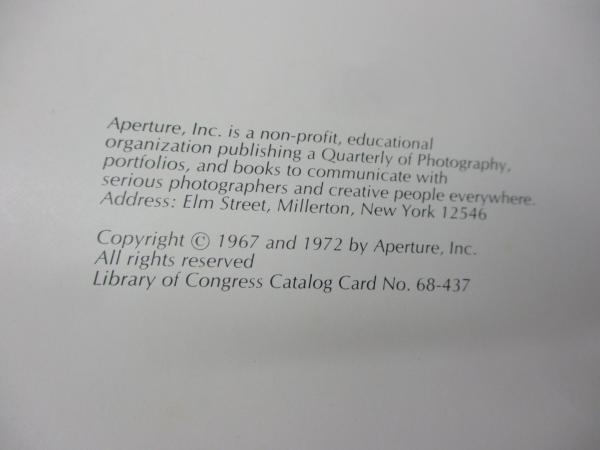 Aperture, Inc. is a non-profit, educational
organization publishing a Quarterly of Photography,
portfolios, and books to communicate with
serious photographers and creative people everywhere.
Address: Elm Street, Millerton, New York 12546
Copyright © 1967 and 1972 by Aperture, Inc.
All rights reserved
Library of Congress Catalog Card No. 68-437